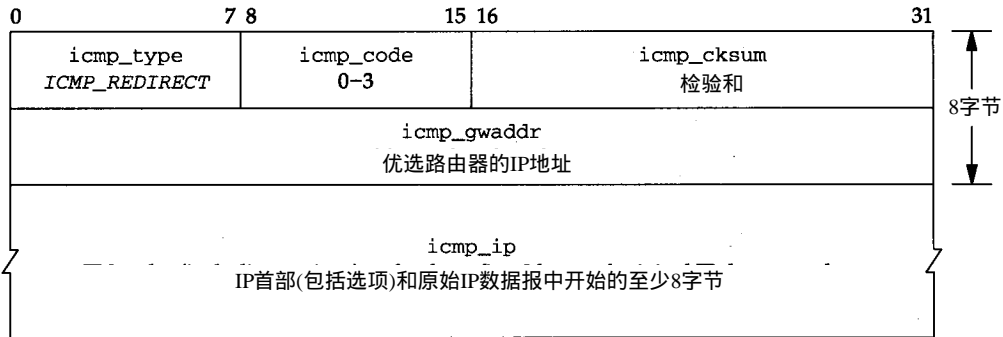 0 7 8 15 16 31
icmp_type icmp_code icmp_cksum
ICMP_REDIRECT 0-3 检验和
8字节
icmp_gwaddr
优选路由器的IP地址
icmp_ip
IP首部(包括选项)和原始IP数据报中开始的至少8字节